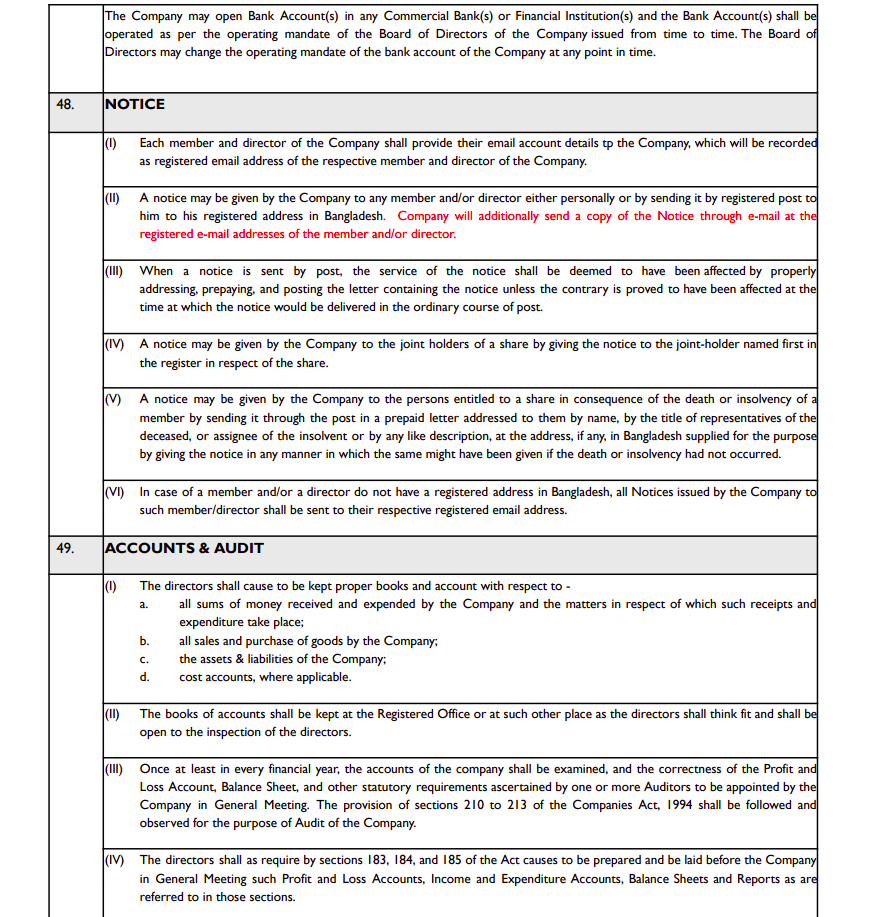 The Company may open Bank Account(s) in any Commercial Bank(s) or Financial Institution(s) and the Bank Account(s) shall be
operated as per the operating mandate of the Board of Directors of the Company issued from time to time. The Board of
Directors may change the operating mandate of the bank account of the Company at any point in time.
48. NOTICE
(I) Each member and director of the Company shall provide their email account details tp the Company, which will be recorded
as registered email address of the respective member and director of the Company.
(II) A notice may be given by the Company to any member and/or director either personally or by sending it by registered post to
him to his registered address in Bangladesh. Company will additionally send a copy of the Notice through e-mail at the
registered e-mail addresses of the member and/or director.
(III) When a notice is sent by post, the service of the notice shall be deemed to have been affected by properly
addressing, prepaying, and posting the letter containing the notice unless the contrary is proved to have been affected at the
time at which the notice would be delivered in the ordinary course of post.
(IV) A notice may be given by the Company to the joint holders of a share by giving the notice to the joint-holder named first in
the register in respect of the share.
(V) A notice may be given by the Company to the persons entitled to a share in consequence of the death or insolvency of a
member by sending it through the post in a prepaid letter addressed to them by name, by the title of representatives of the
deceased, or assignee of the insolvent or by any like description, at the address, if any, in Bangladesh supplied for the purpose
by giving the notice in any manner in which the same might have been given if the death or insolvency had not occurred.
(VI) In case of a member and/or a director do not have a registered address in Bangladesh, all Notices issued by the Company to
such member/director shall be sent to their respective registered email address.
49. ACCOUNTS & AUDIT
(I) The directors shall cause to be kept proper books and account with respect to -
a. all sums of money received and expended by the Company and the matters in respect of which such receipts and
expenditure take place;
b. all sales and purchase of goods by the Company;
c. the assets & liabilities of the Company;
d. cost accounts, where applicable.
(II) The books of accounts shall be kept at the Registered Office or at such other place as the directors shall think fit and shall be
open to the inspection of the directors.
(III) Once at least in every financial year, the accounts of the company shall be examined, and the correctness of the Profit and
Loss Account, Balance Sheet, and other statutory requirements ascertained by one or more Auditors to be appointed by the
Company in General Meeting. The provision of sections 210 to 213 of the Companies Act, 1994 shall be followed and
observed for the purpose of Audit of the Company.
(IV) The directors shall as require by sections 183, 184, and 185 of the Act causes to be prepared and be laid before the Company
in General Meeting such Profit and Loss Accounts, Income and Expenditure Accounts, Balance Sheets and Reports as are
referred to in those sections.